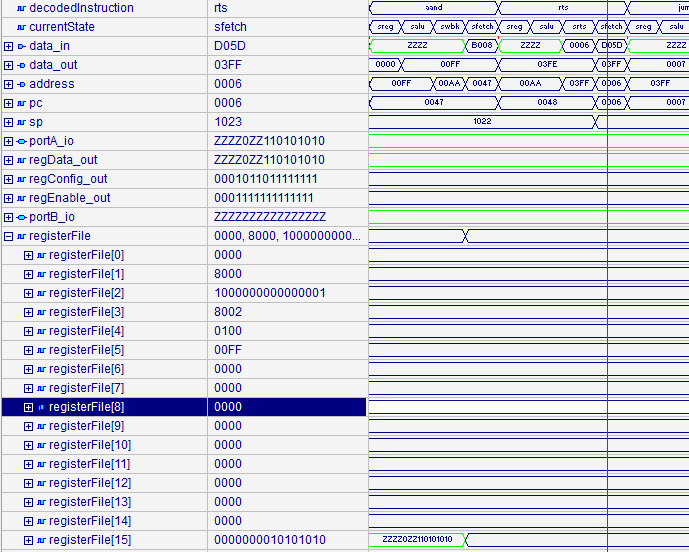 decodedInstruction rts aand rts jum
currentState sfetch sreg salu swbk sfetch sreg salu srts sfetch sreg salu
data_in D05D ZZZZ B008 ZZZZ 0006 D05D ZZZZ
data_out 03FF 0000 00FF 03FE 03FF 0007
address 0006 00FF 00AA 0047 00AA 03FF 0006 03FF
pc 0006 0047 0048 0006 0007
sp 1023 1022
portA_io ZZZZ0ZZ110101010
regData_out ZZZZ0ZZ110101010
regConfig_out 0001011011111111
regEnable_out 0001111111111111
portB_io ZZZZZZZZZZZZZZZZ
registerFile 0000, 8000, 1000000000...
registerFile[0] 0000
registerFile[1] 8000
registerFile[2] 1000000000000001
registerFile[3] 8002
registerFile[4] 0100
registerFile[5] 00FF
registerFile[6] 0000
registerFile[7] 0000
registerFile[8] 0000
registerFile[9] 0000
registerFile[10] 0000
registerFile[11] 0000
registerFile[12] 0000
registerFile[13] 0000
registerFile[14] 0000
registerFile[15] 0000000010101010 ZZZZ0ZZ110101010